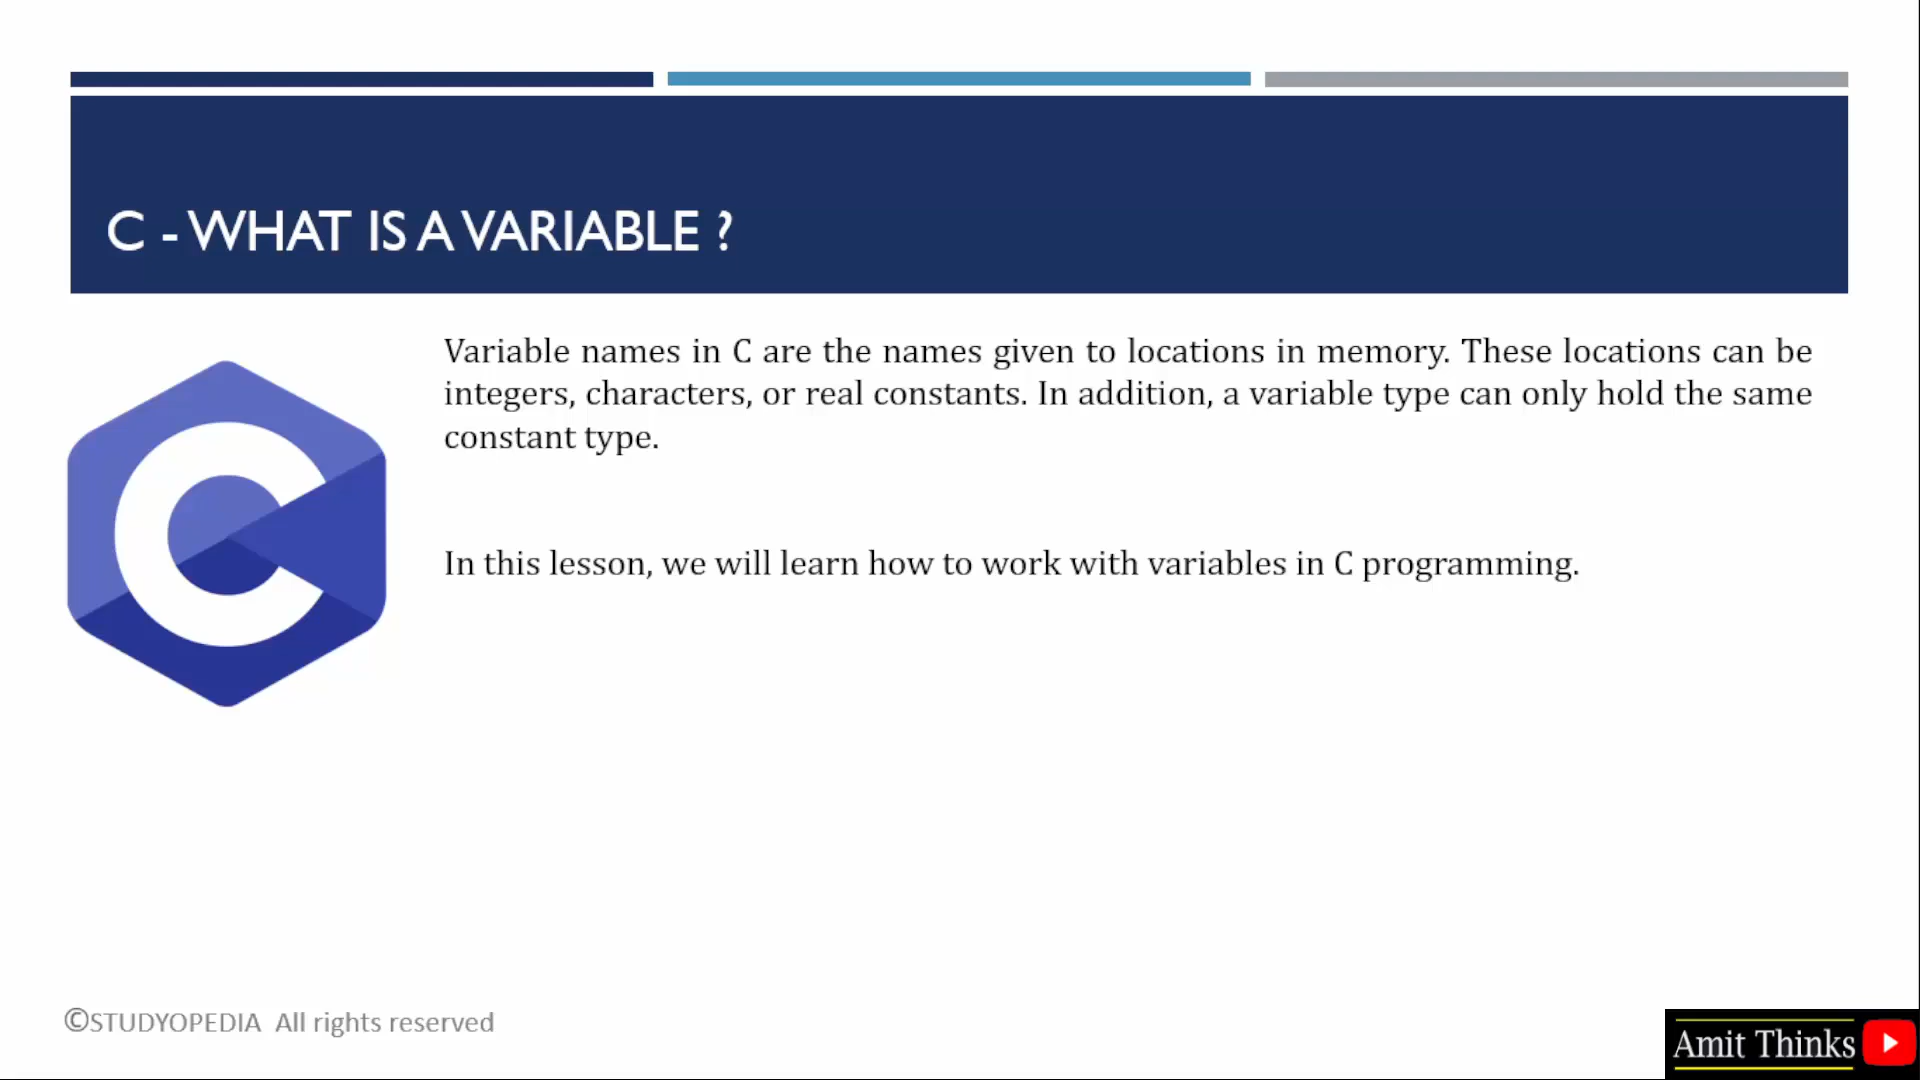 C - WHAT IS A VARIABLE ?
Variable names in C are the names given to locations in memory. These locations can be
integers, characters, or real constants. In addition, a variable type can only hold the same
constant type.
In this lesson, we will learn how to work with variables in C programming.
©STUDYOPEDIA All rights reserved
Amit Thinks